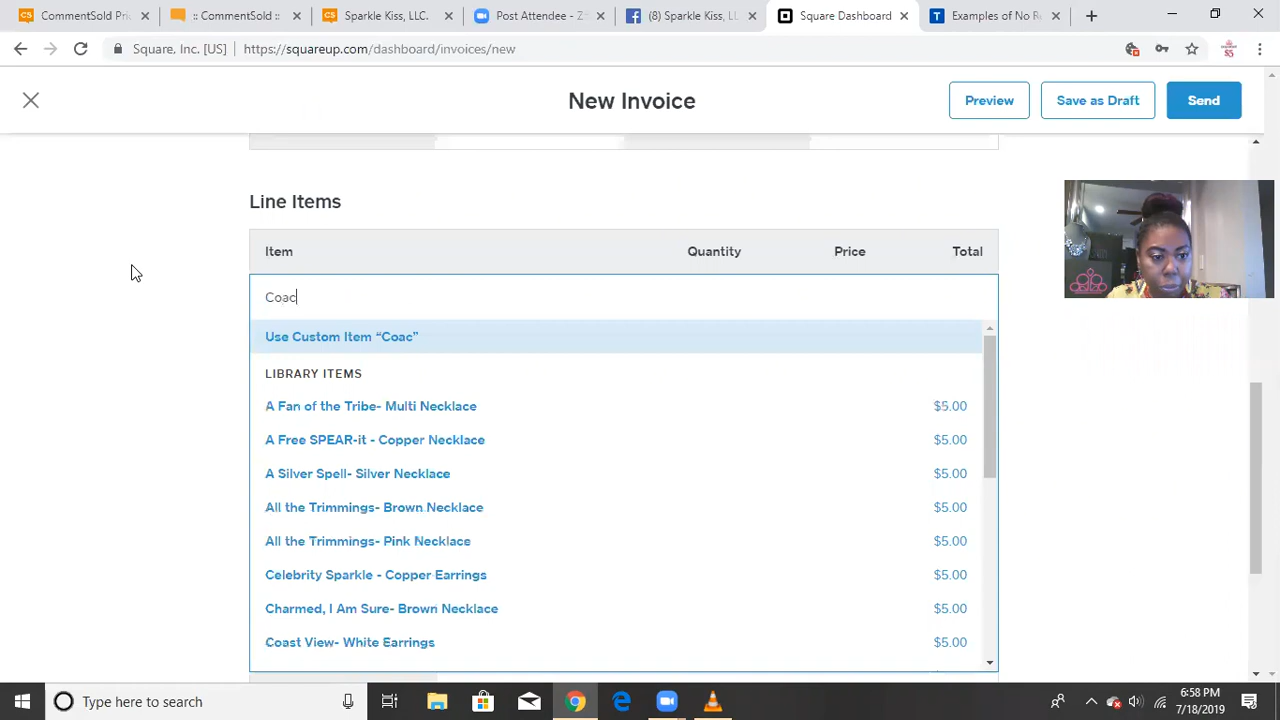 CommentSold Pri
:: CommentSold ::
Sparkle Kiss, LLC.
Post Attendee - Z
(8) Sparkle Kiss, LL
Square Dashboard
Examples of No, Re
Square, Inc. [US] | https://squareup.com/dashboard/invoices/new
New Invoice
Preview
Save as Draft
Send
Line Items
Item Quantity Price Total
Coac
Use Custom Item “Coac”
LIBRARY ITEMS
A Fan of the Tribe- Multi Necklace $5.00
A Free SPEAR-it - Copper Necklace $5.00
A Silver Spell- Silver Necklace $5.00
All the Trimmings- Brown Necklace $5.00
All the Trimmings- Pink Necklace $5.00
Celebrity Sparkle - Copper Earrings $5.00
Charmed, I Am Sure- Brown Necklace $5.00
Coast View- White Earrings $5.00
Type here to search
6:58 PM
7/18/2019